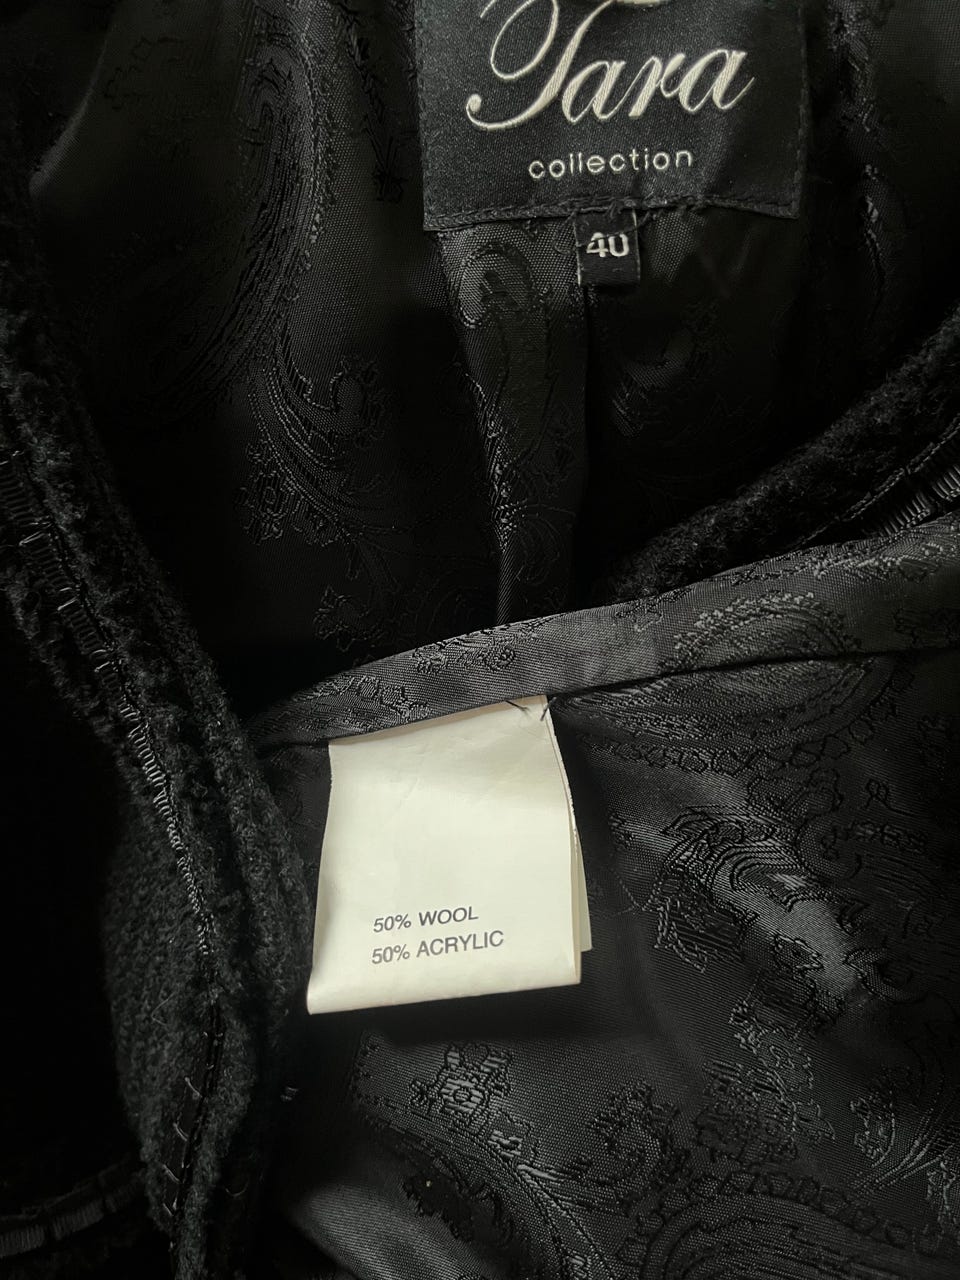 Tara
collection
40
50% WOOL
50% ACRYLIC